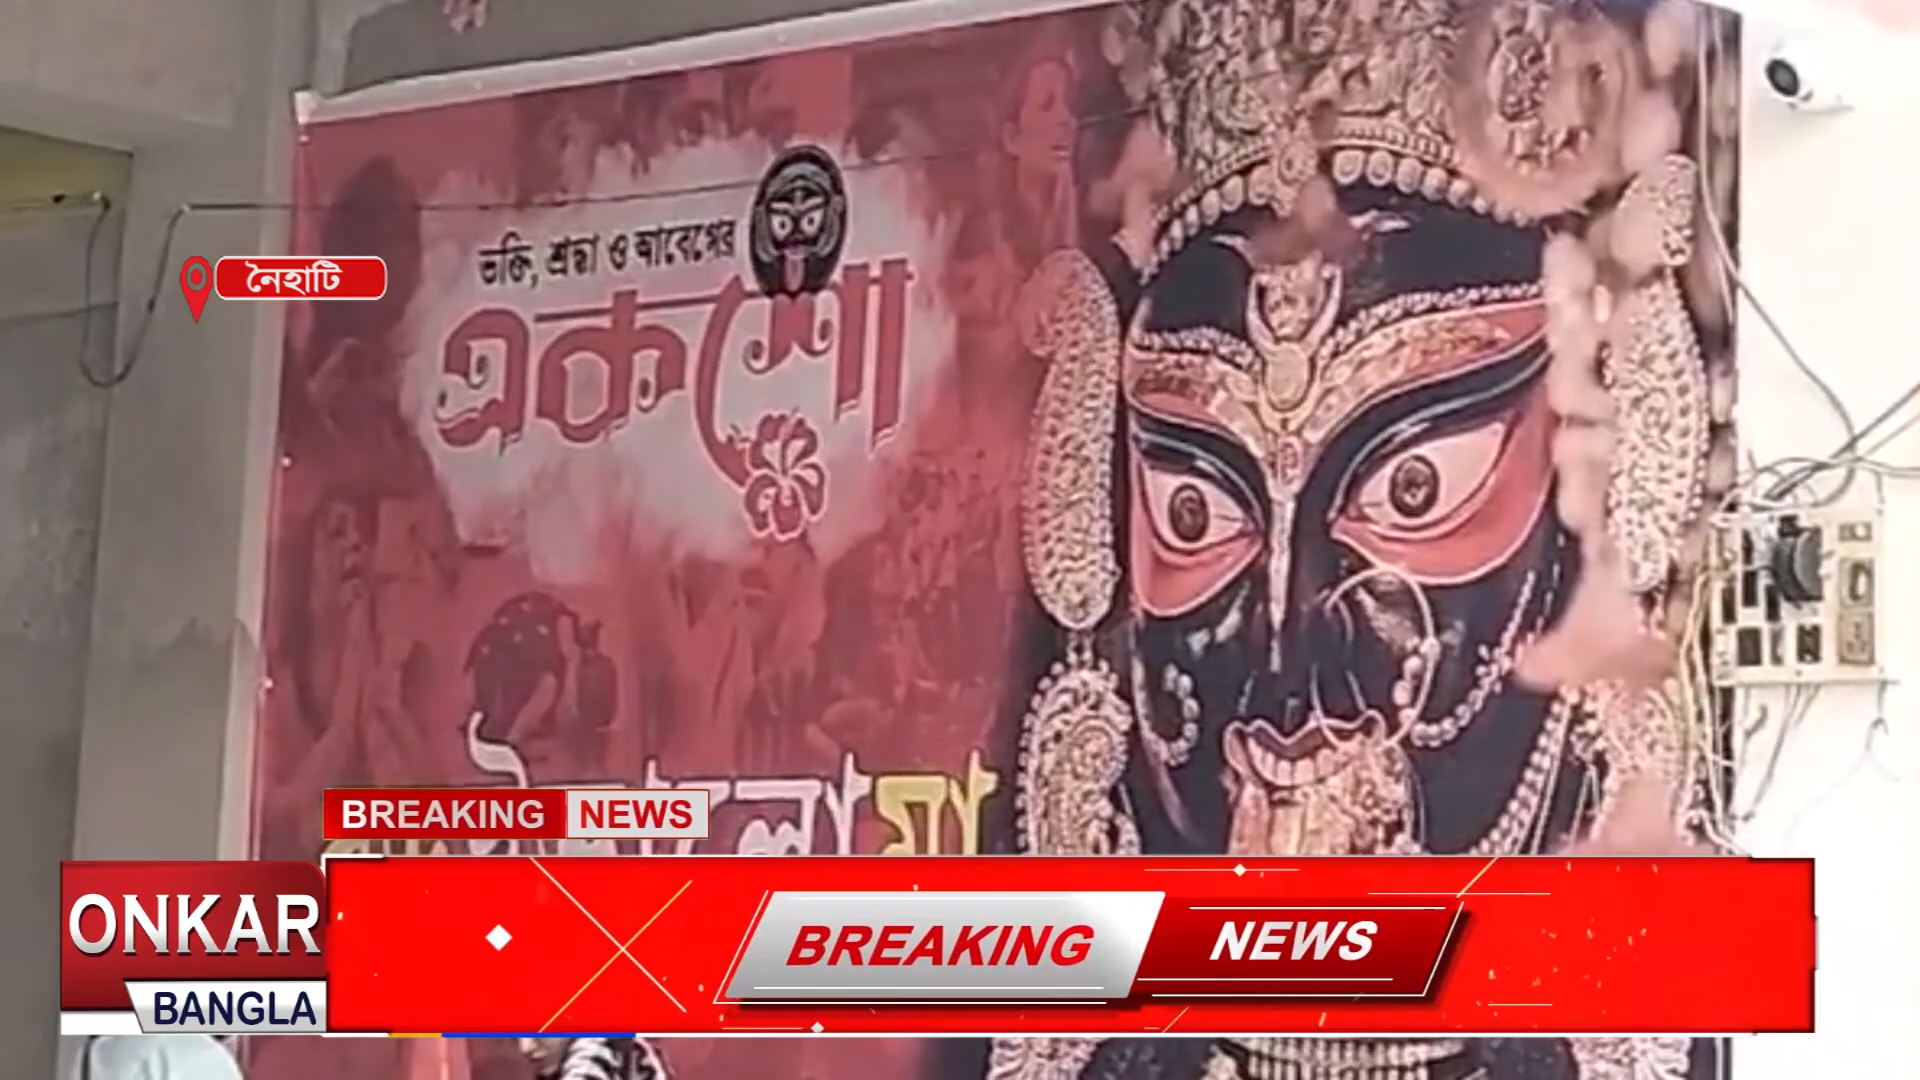 ভক্তি, শ্রদ্ধা ও আবেগের
একশো
নৈহাটি
মা
BREAKING NEWS
BREAKING NEWS
ONKAR
BANGLA